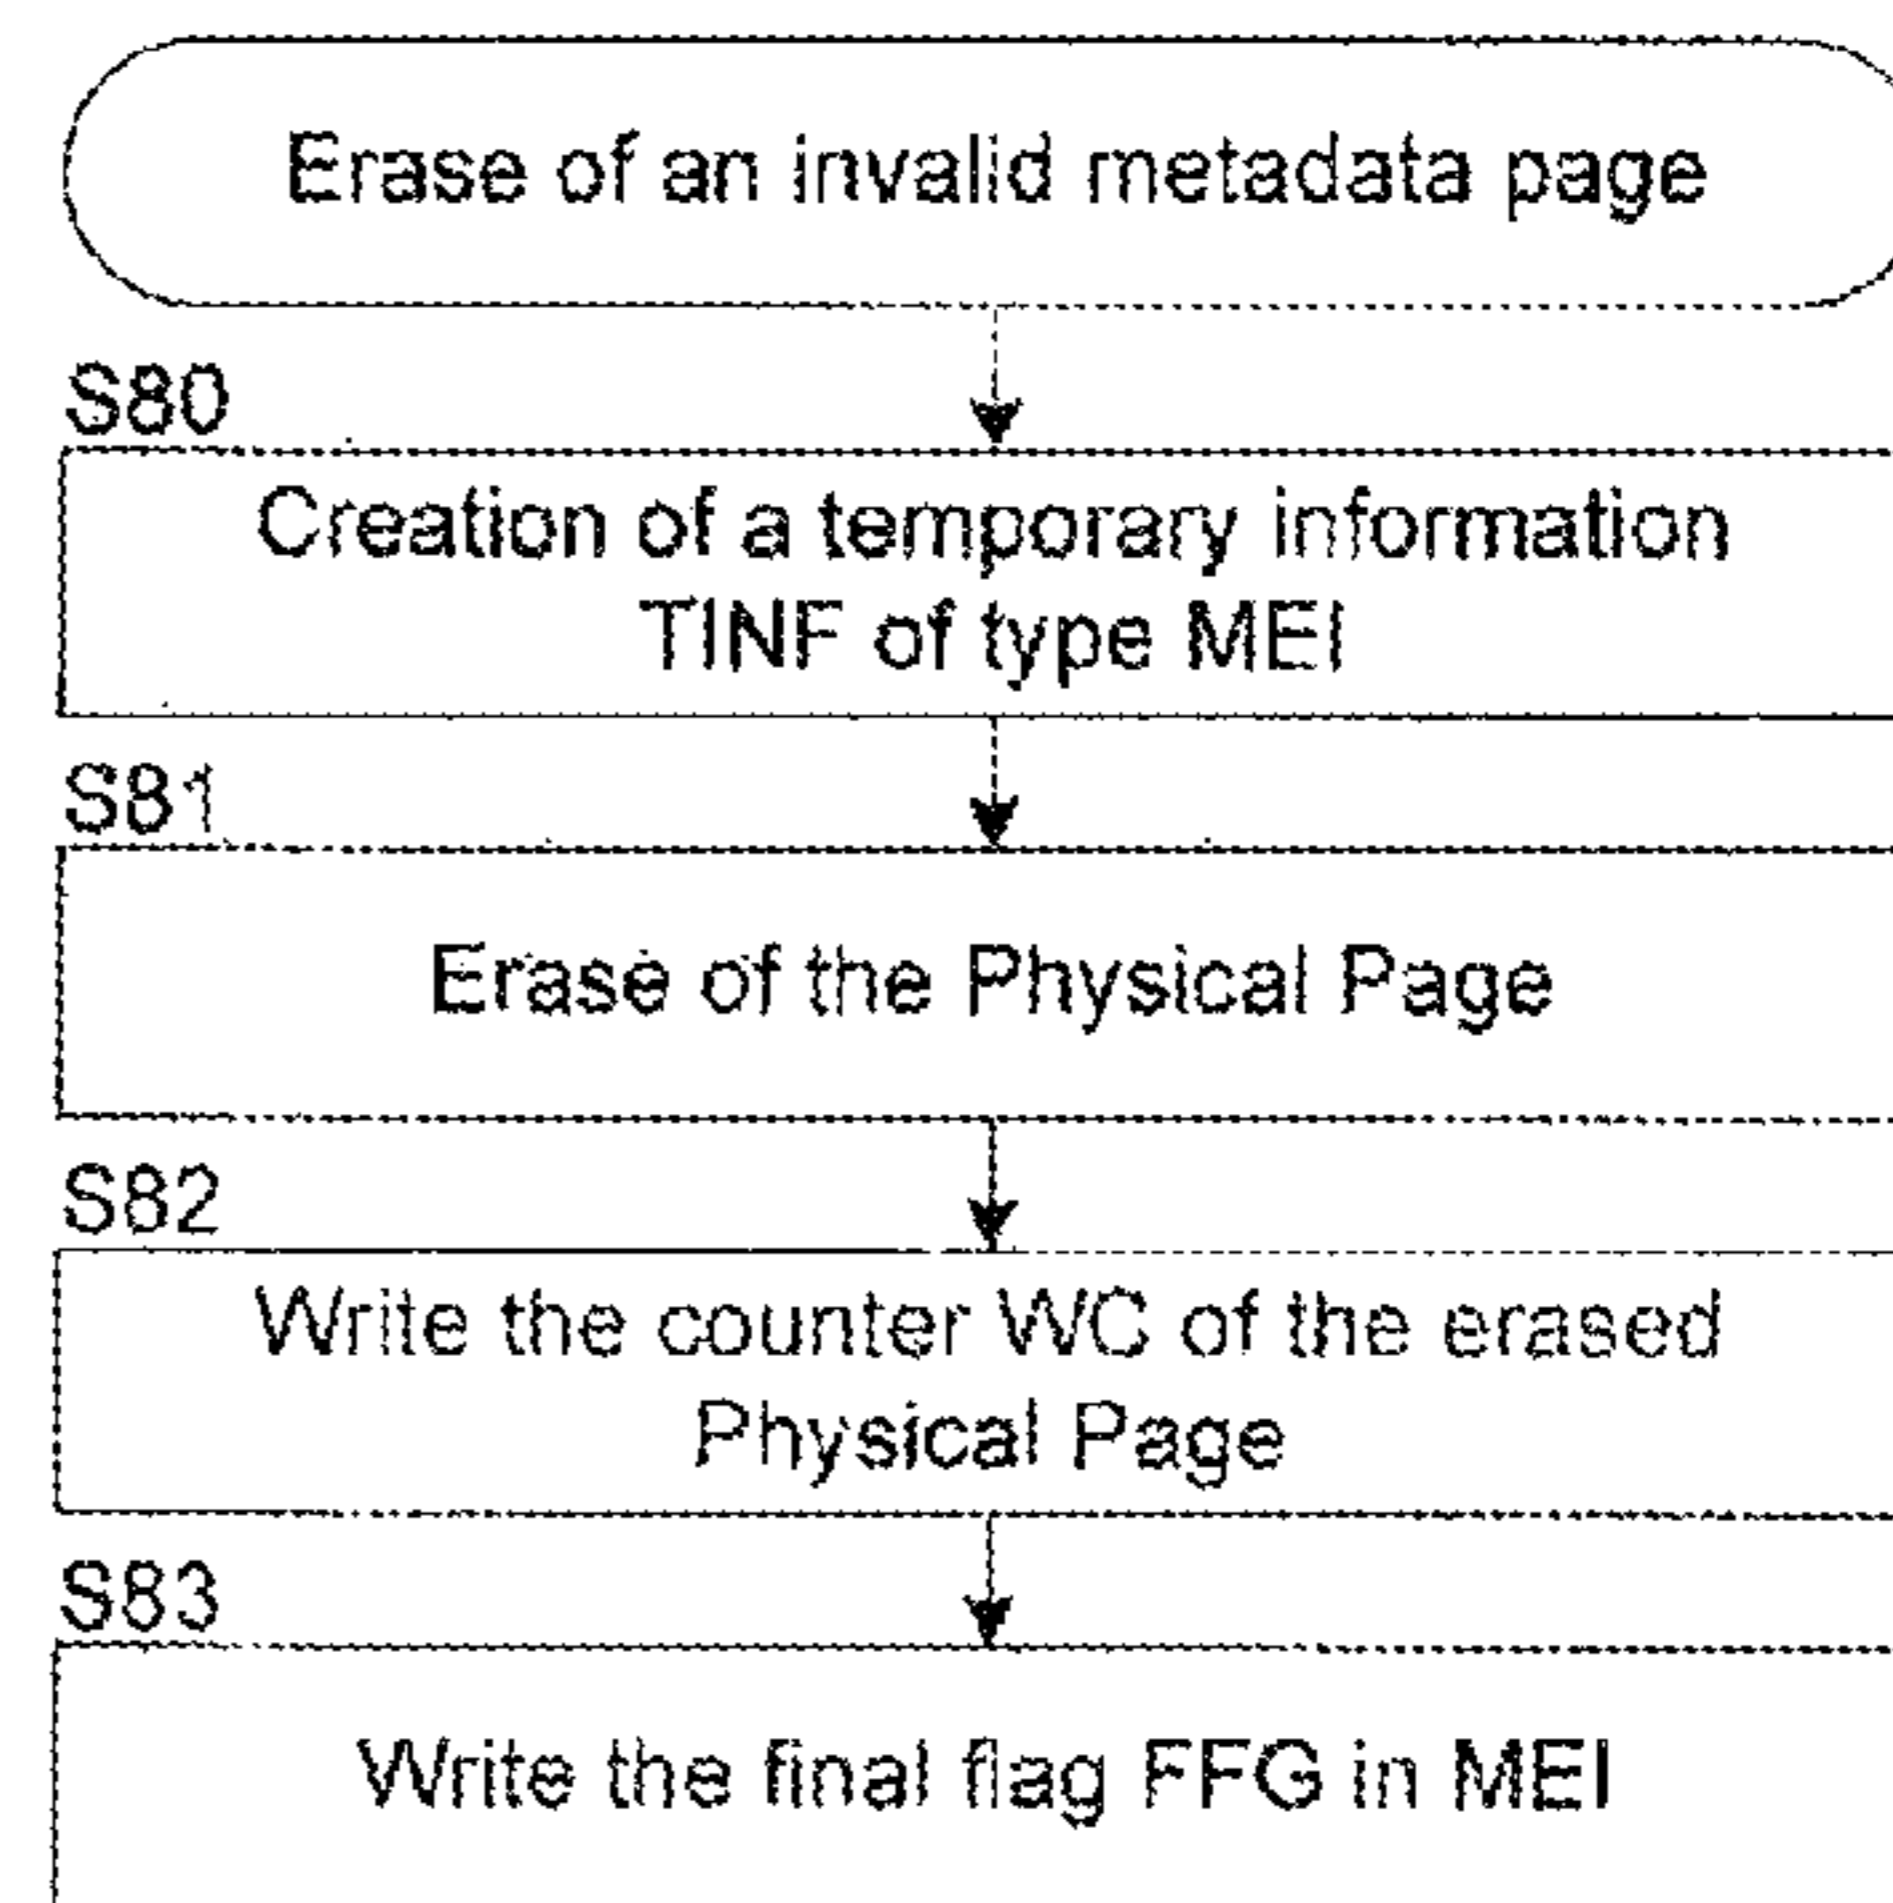 Erase of an invalid metadata page
S80
Creation of a temporary information
TINF of type MEI
S81
Erase of the Physical Page
S82
Write the counter WC of the erased
Physical Page
S83
Write the final flag FFG in MEI